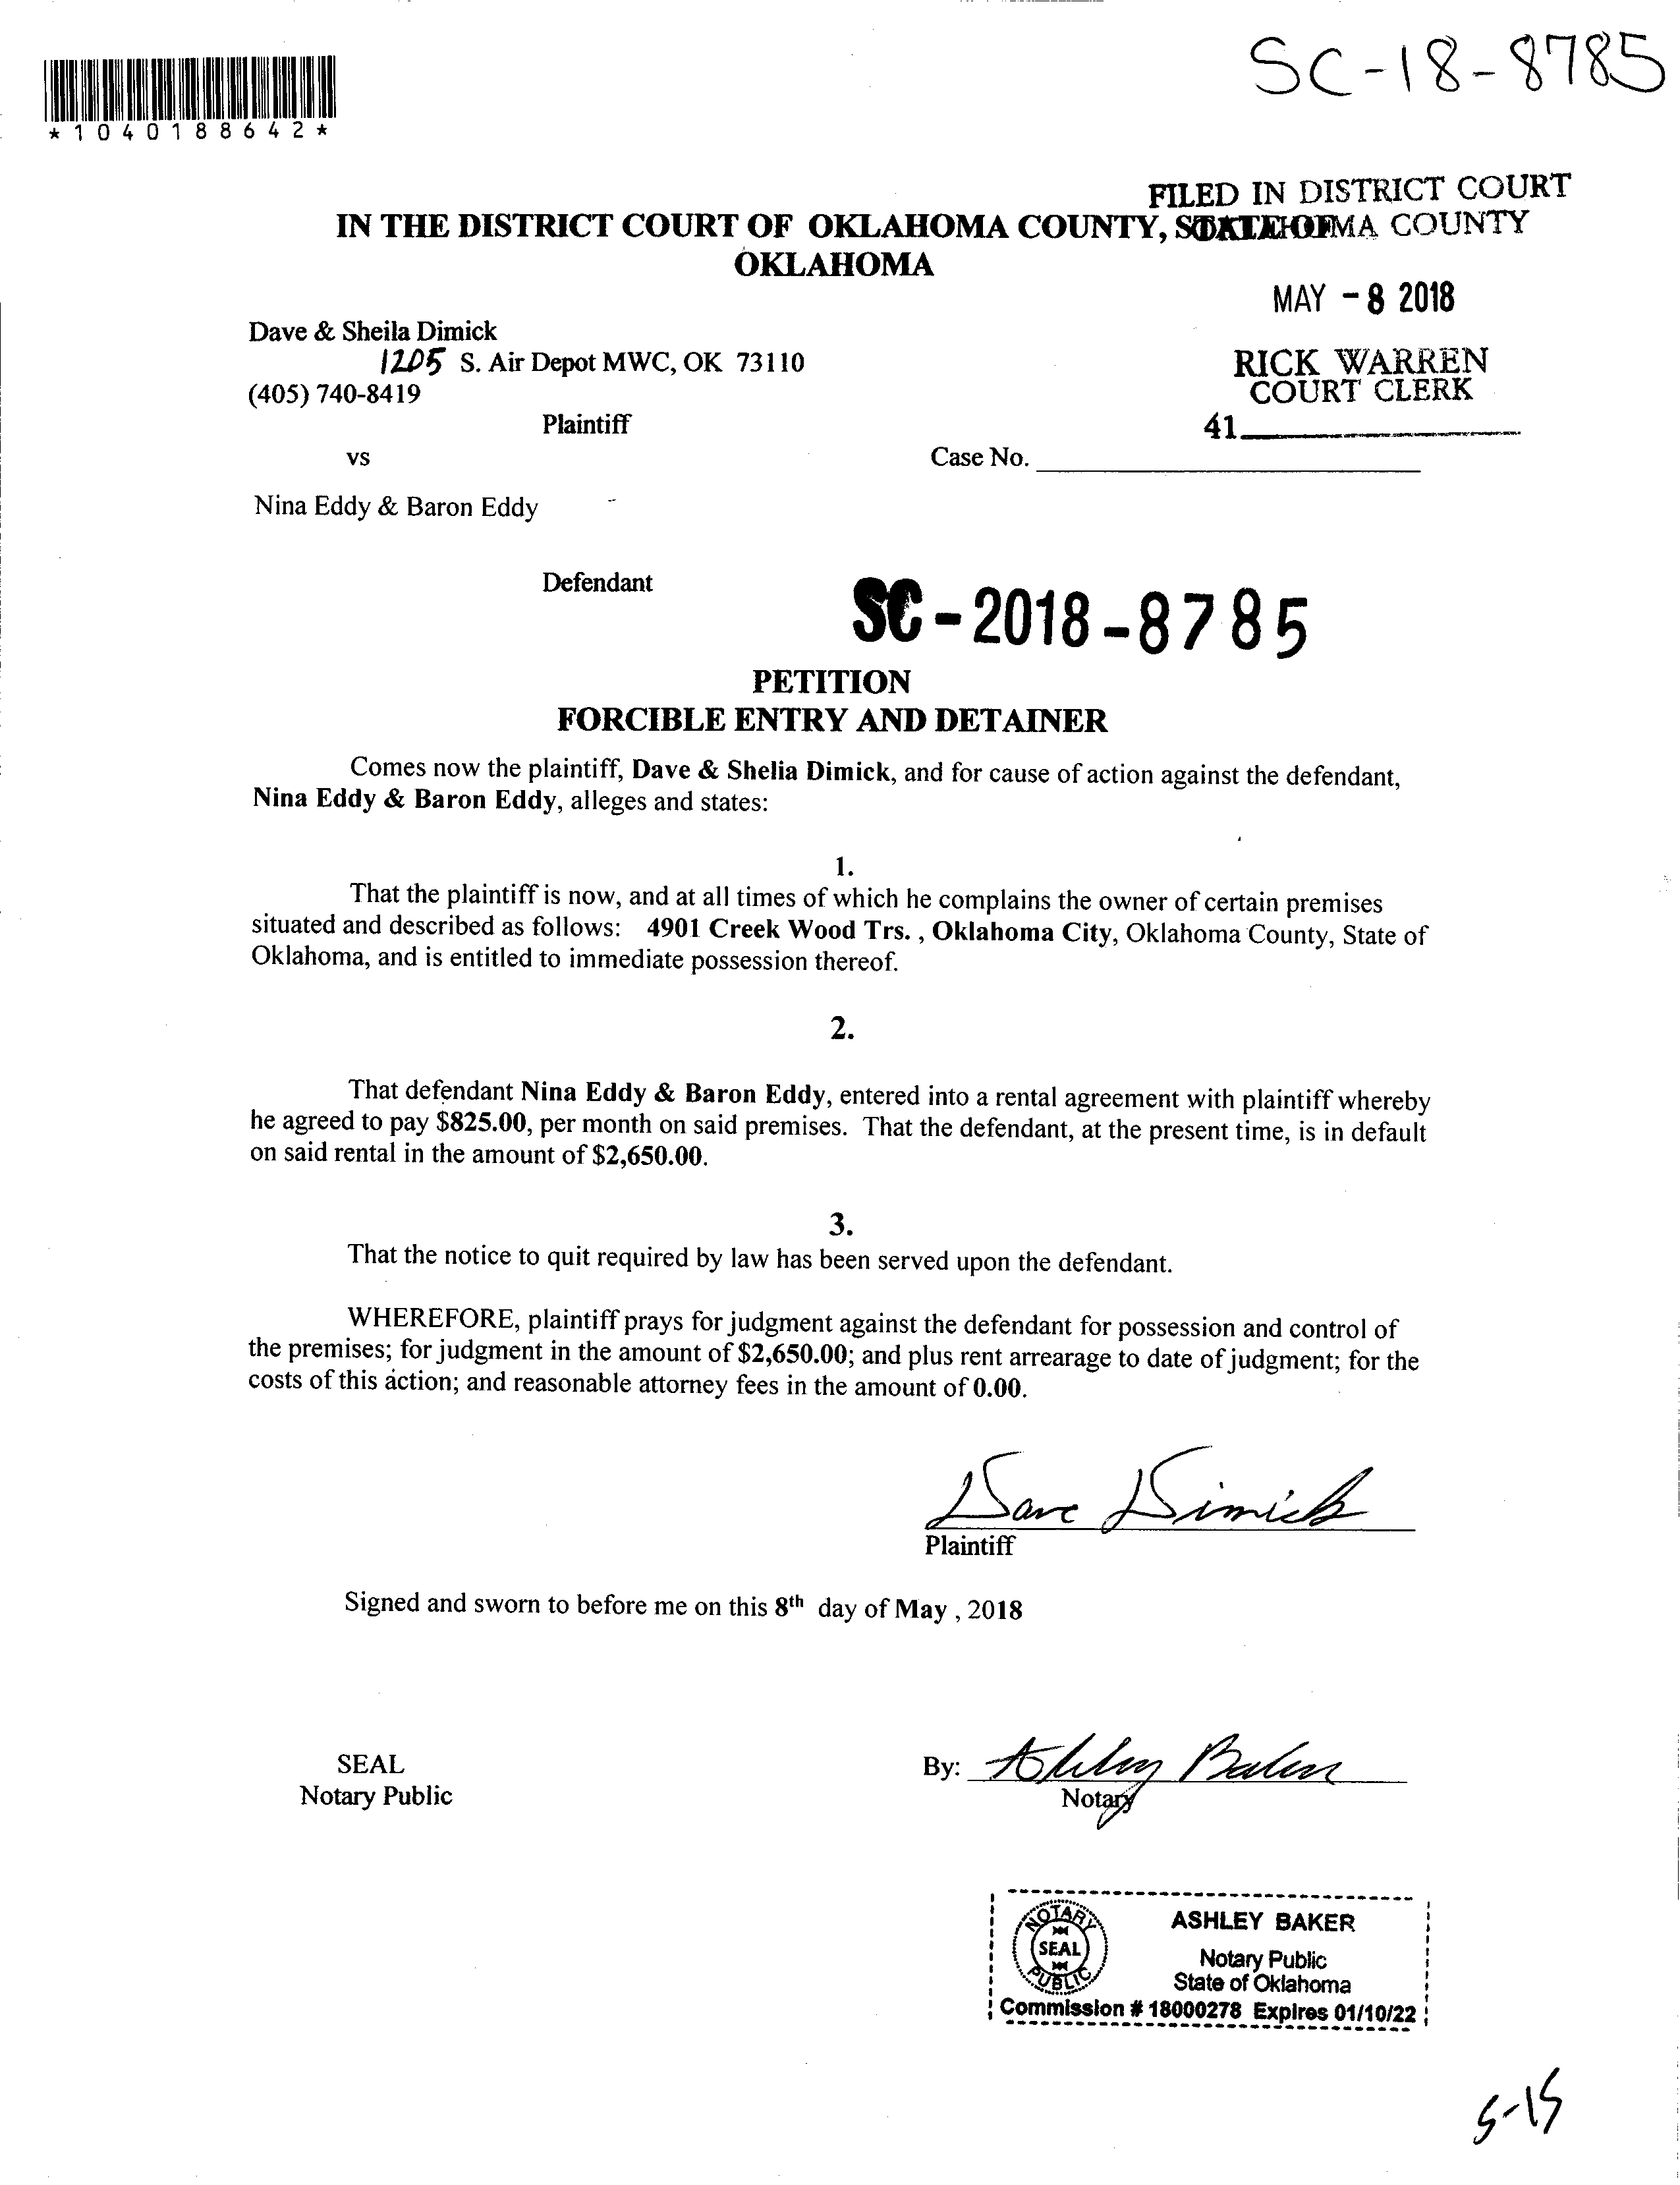 SC-18-8785
*1040188642*
FILED IN DISTRICT COURT
IN THE DISTRICT COURT OF OKLAHOMA COUNTY, STATE OF
OKLAHOMA COUNTY
OKLAHOMA
MAY - 8 2018
Dave & Sheila Dimick
1205 S. Air Depot MWC, OK 73110
RICK WARREN
COURT CLERK
(405) 740-8419
Plaintiff
41
vs
Case No.
Nina Eddy & Baron Eddy
Defendant
SC-2018-8785
PETITION
FORCIBLE ENTRY AND DETAINER
Comes now the plaintiff, Dave & Shelia Dimick, and for cause of action against the defendant,
Nina Eddy & Baron Eddy, alleges and states:
1.
That the plaintiff is now, and at all times of which he complains the owner of certain premises
situated and described as follows: 4901 Creek Wood Trs. , Oklahoma City, Oklahoma County, State of
Oklahoma, and is entitled to immediate possession thereof.
2.
That defendant Nina Eddy & Baron Eddy, entered into a rental agreement with plaintiff whereby
he agreed to pay $825.00, per month on said premises. That the defendant, at the present time, is in default
on said rental in the amount of $2,650.00.
3.
That the notice to quit required by law has been served upon the defendant.
WHEREFORE, plaintiff prays for judgment against the defendant for possession and control of
the premises; for judgment in the amount of $2,650.00; and plus rent arrearage to date of judgment; for the
costs of this action; and reasonable attorney fees in the amount of 0.00.
Dave Dimick
Plaintiff
Signed and sworn to before me on this 8th day of May , 2018
SEAL
Notary Public
By: Ashley Baker
Notary
NOTARY
SEAL
PUBLIC
ASHLEY BAKER
Notary Public
State of Oklahoma
Commission # 18000278 Expires 01/10/22
5-15